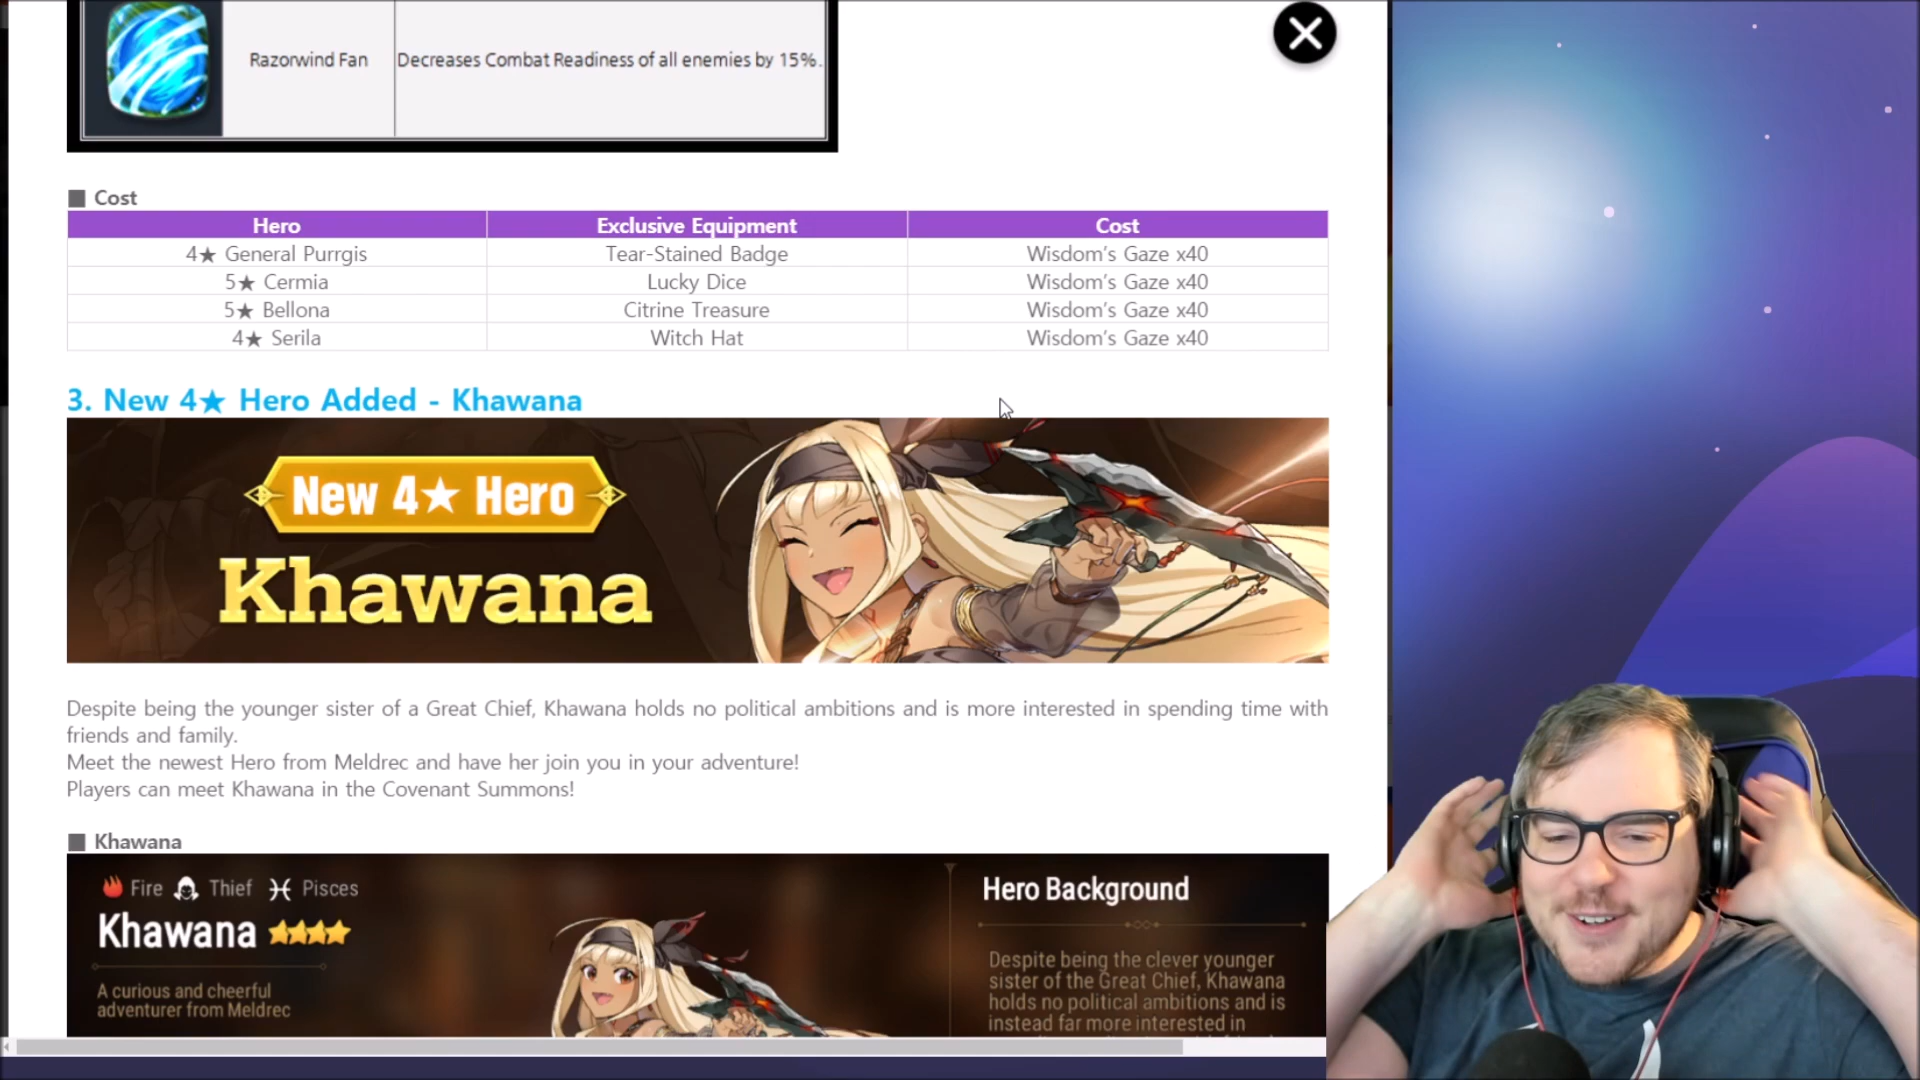 Razorwind Fan
Decreases Combat Readiness of all enemies by 15%.
■ Cost
Hero Exclusive Equipment Cost
4★ General Purrgis Tear-Stained Badge Wisdom’s Gaze x40
5★ Cermia Lucky Dice Wisdom’s Gaze x40
5★ Bellona Citrine Treasure Wisdom’s Gaze x40
4★ Serila Witch Hat Wisdom’s Gaze x40
3. New 4★ Hero Added - Khawana
New 4★ Hero
Khawana
Despite being the younger sister of a Great Chief, Khawana holds no political ambitions and is more interested in spending time with
friends and family.
Meet the newest Hero from Meldrec and have her join you in your adventure!
Players can meet Khawana in the Covenant Summons!
■ Khawana
Fire Thief Pisces
Khawana
A curious and cheerful
adventurer from Meldrec
Hero Background
Despite being the clever younger
sister of the Great Chief, Khawana
holds no political ambitions and is
instead far more interested in